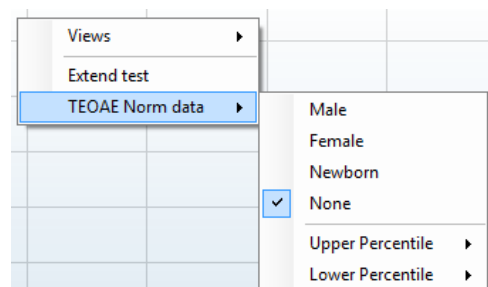 Views
Extend test
TEOAE Norm data
Male
Female
Newborn
None
Upper Percentile
Lower Percentile